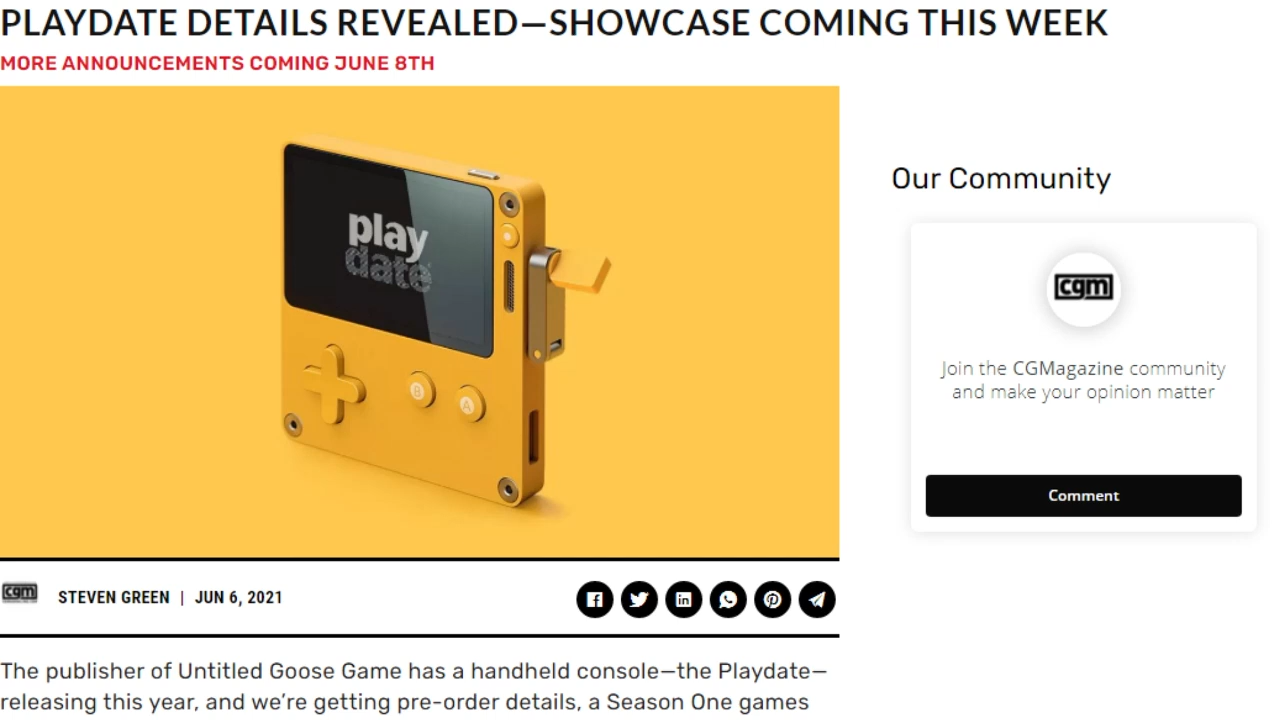 PLAYDATE DETAILS REVEALED—SHOWCASE COMING THIS WEEK
MORE ANNOUNCEMENTS COMING JUNE 8TH
play
date
B
A
cgm
STEVEN GREEN | JUN 6, 2021
The publisher of Untitled Goose Game has a handheld console—the Playdate—
releasing this year, and we’re getting pre-order details, a Season One games
Our Community
cgm
Join the CGMagazine community
and make your opinion matter
Comment